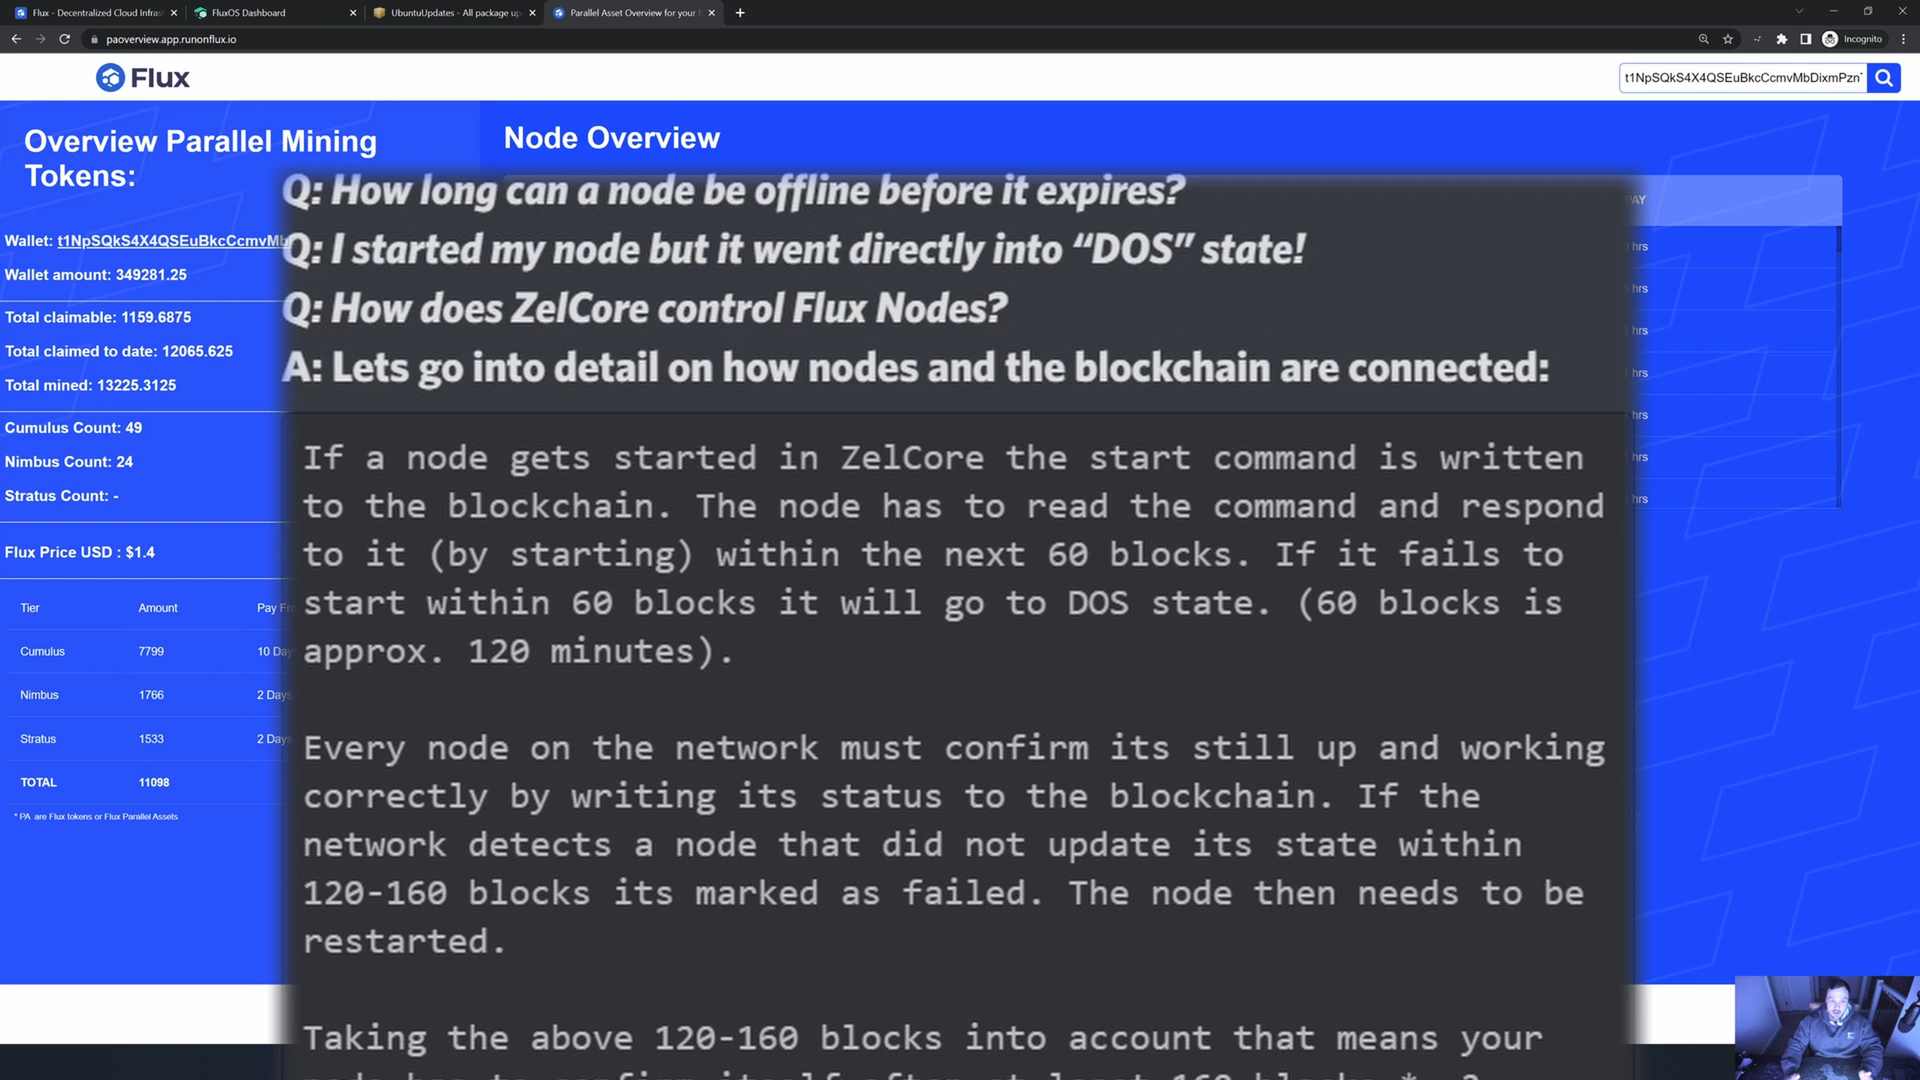 Flux - Decentralized Cloud Infras
FluxOS Dashboard
UbuntuUpdates - All package up
Parallel Asset Overview for your
paoverview.app.runonflux.io
Incognito
Flux
t1NpSQkS4X4QSEuBkcCcmvMbDixmPzn
Overview Parallel Mining
Tokens:
Node Overview
Wallet: t1NpSQkS4X4QSEuBkcCcmvMb
Wallet amount: 349281.25
Total claimable: 1159.6875
Total claimed to date: 12065.625
Total mined: 13225.3125
Cumulus Count: 49
Nimbus Count: 24
Stratus Count: -
Flux Price USD : $1.4
Tier Amount Pay Fr
Cumulus 7799 10 Day
Nimbus 1766 2 Days
Stratus 1533 2 Days
TOTAL 11098
* PA are Flux tokens or Flux Parallel Assets
PAY
hrs
hrs
hrs
hrs
hrs
hrs
hrs
Q: How long can a node be offline before it expires?
Q: I started my node but it went directly into “DOS” state!
Q: How does ZelCore control Flux Nodes?
A: Lets go into detail on how nodes and the blockchain are connected:
If a node gets started in ZelCore the start command is written
to the blockchain. The node has to read the command and respond
to it (by starting) within the next 60 blocks. If it fails to
start within 60 blocks it will go to DOS state. (60 blocks is
approx. 120 minutes).
Every node on the network must confirm its still up and working
correctly by writing its status to the blockchain. If the
network detects a node that did not update its state within
120-160 blocks its marked as failed. The node then needs to be
restarted.
Taking the above 120-160 blocks into account that means your